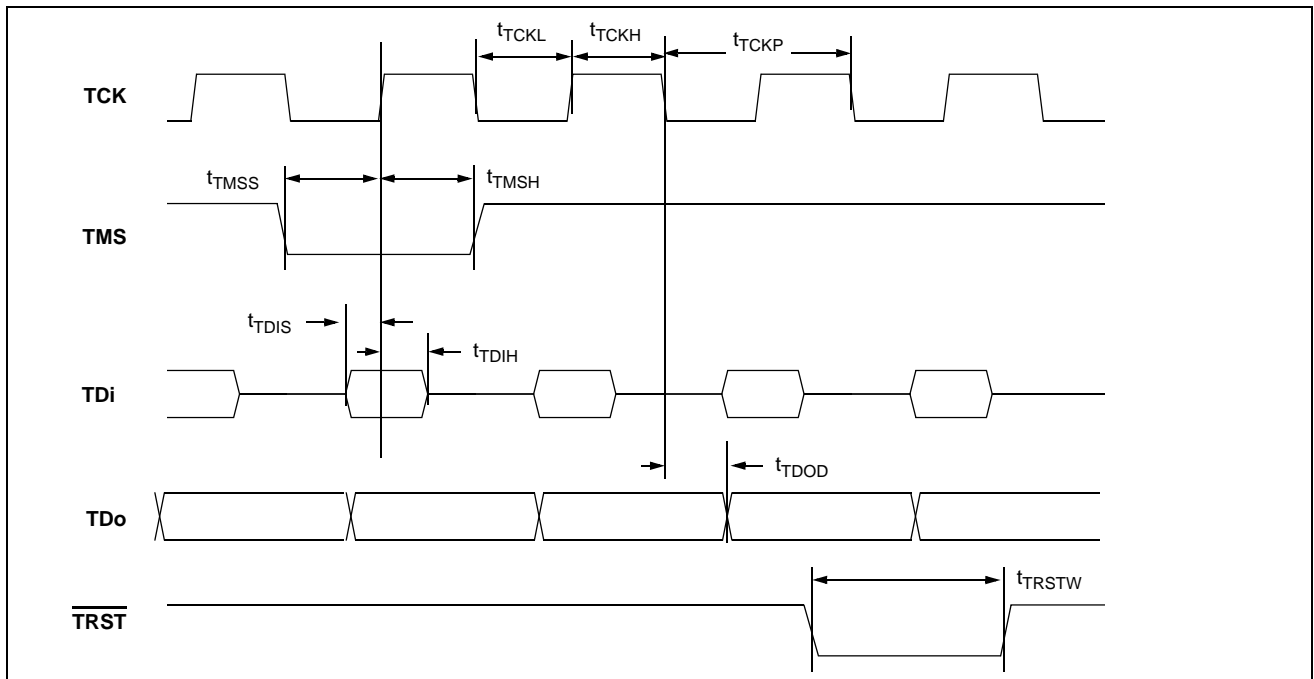 tTCKL tTCKH tTCKP
TCK
tTMSS tTMSH
TMS
tTDIS
tTDIH
TDi
tTDOD
TDo
tTRSTW
TRST